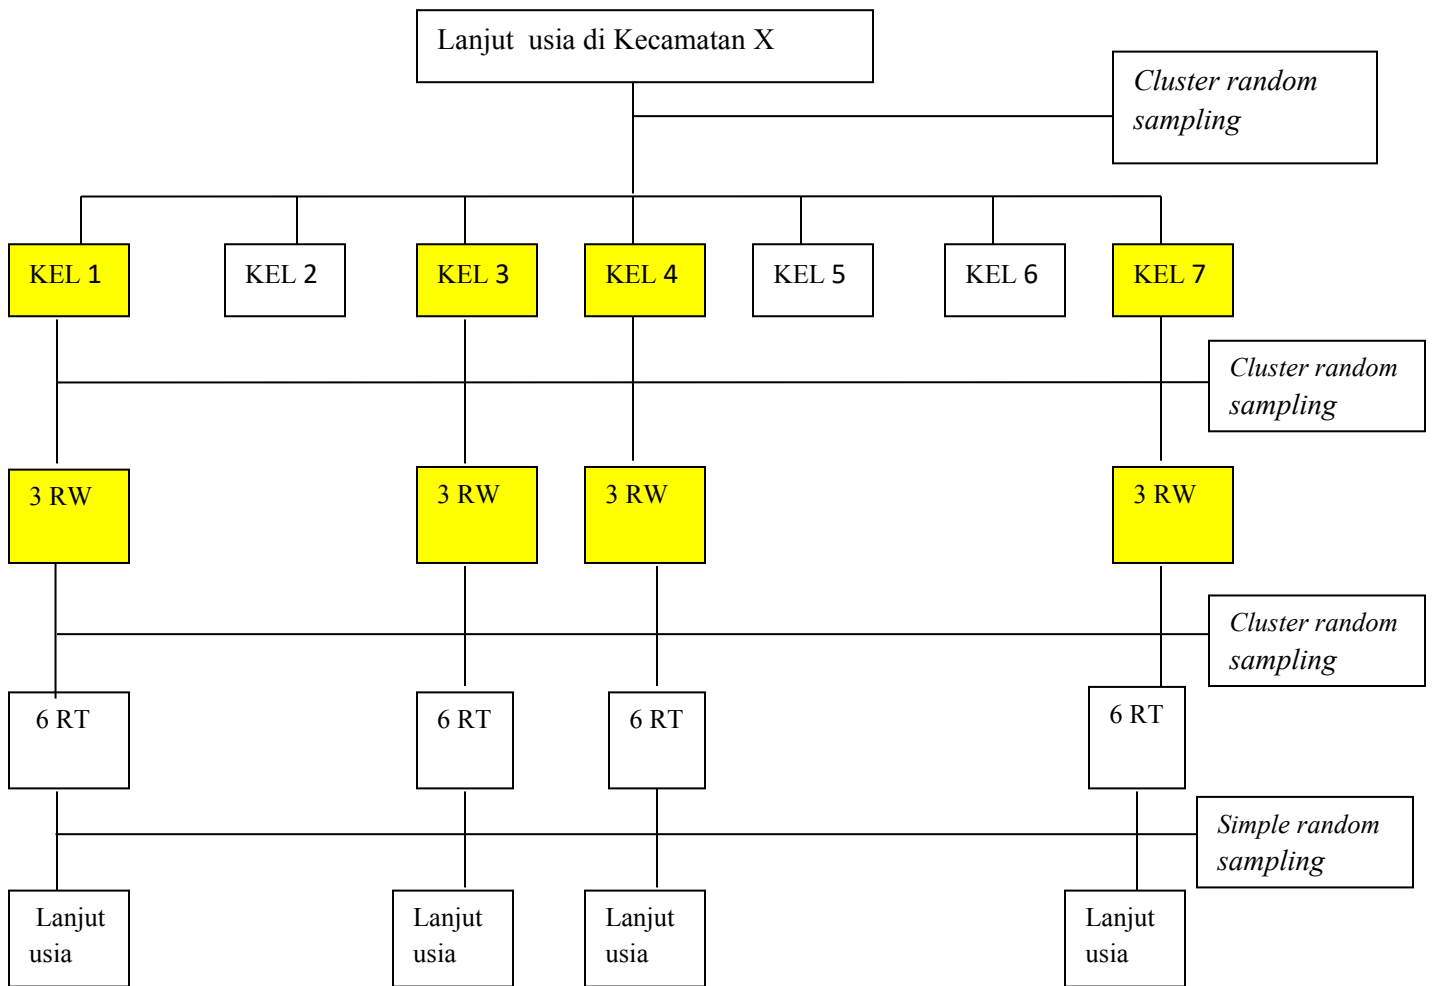 Lanjut usia di Kecamatan X
Cluster random
sampling
KEL 1
KEL 2
KEL 3
KEL 4
KEL 5
KEL 6
KEL 7
Cluster random
sampling
3 RW
3 RW
3 RW
3 RW
Cluster random
sampling
6 RT
6 RT
6 RT
6 RT
Simple random
sampling
Lanjut
usia
Lanjut
usia
Lanjut
usia
Lanjut
usia